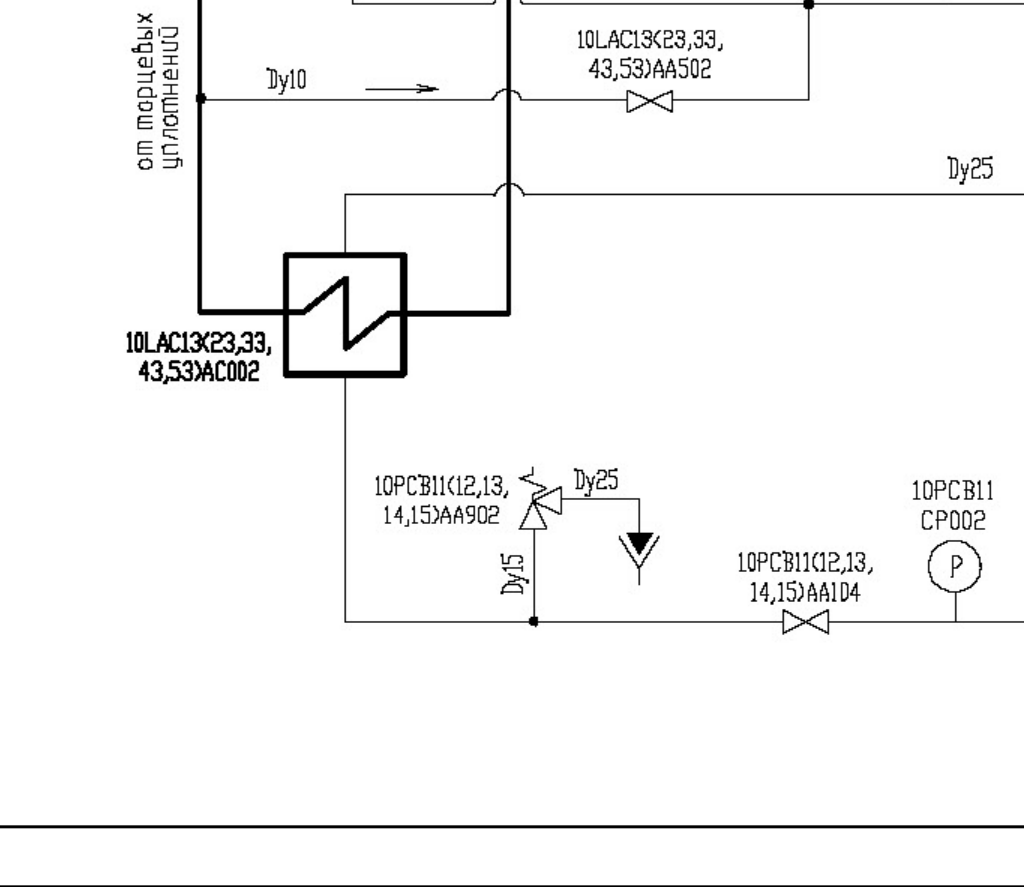 от торцевых
уплотнений
Dy10
10LAC13(23,33,
43,53)AA502
Dy25
10LAC13(23,33,
43,53)AC002
10PCB11(12,13,
14,15)AA902
Dy25
Dy15
10PCB11(12,13,
14,15)AA104
10PCB11
CP002
P